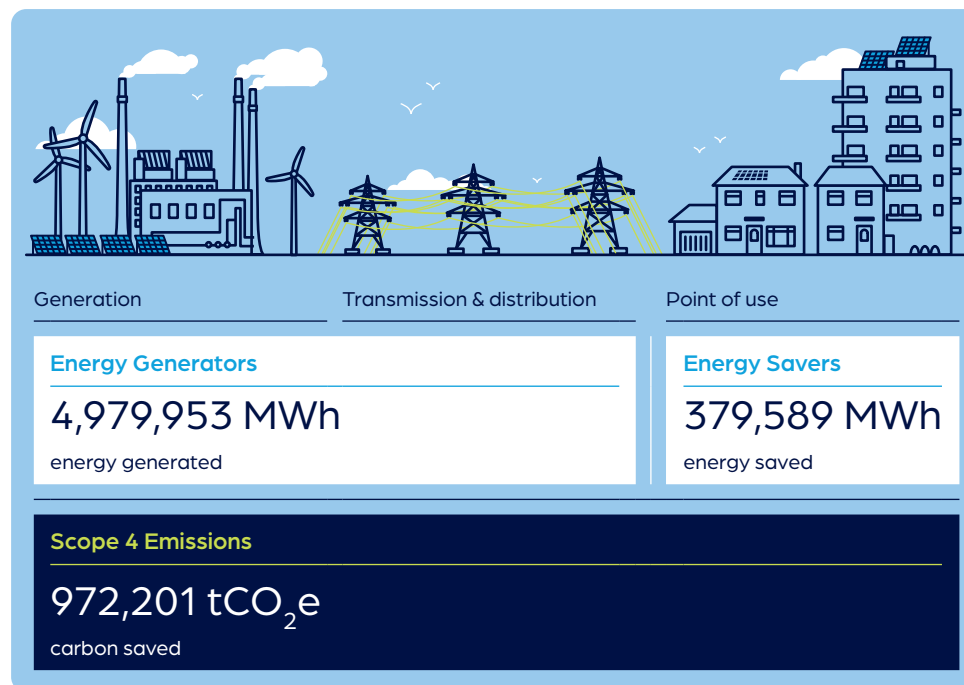 Generation
Transmission & distribution
Point of use
Energy Generators
4,979,953 MWh
energy generated
Energy Savers
379,589 MWh
energy saved
Scope 4 Emissions
972,201 tCO₂e
carbon saved